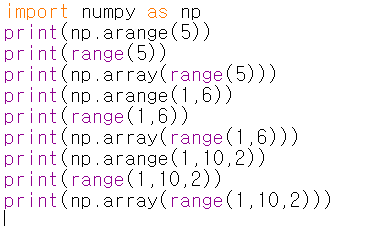 import numpy as np
print(np.arange(5))
print(range(5))
print(np.array(range(5)))
print(np.arange(1,6))
print(range(1,6))
print(np.array(range(1,6)))
print(np.arange(1,10,2))
print(range(1,10,2))
print(np.array(range(1,10,2)))